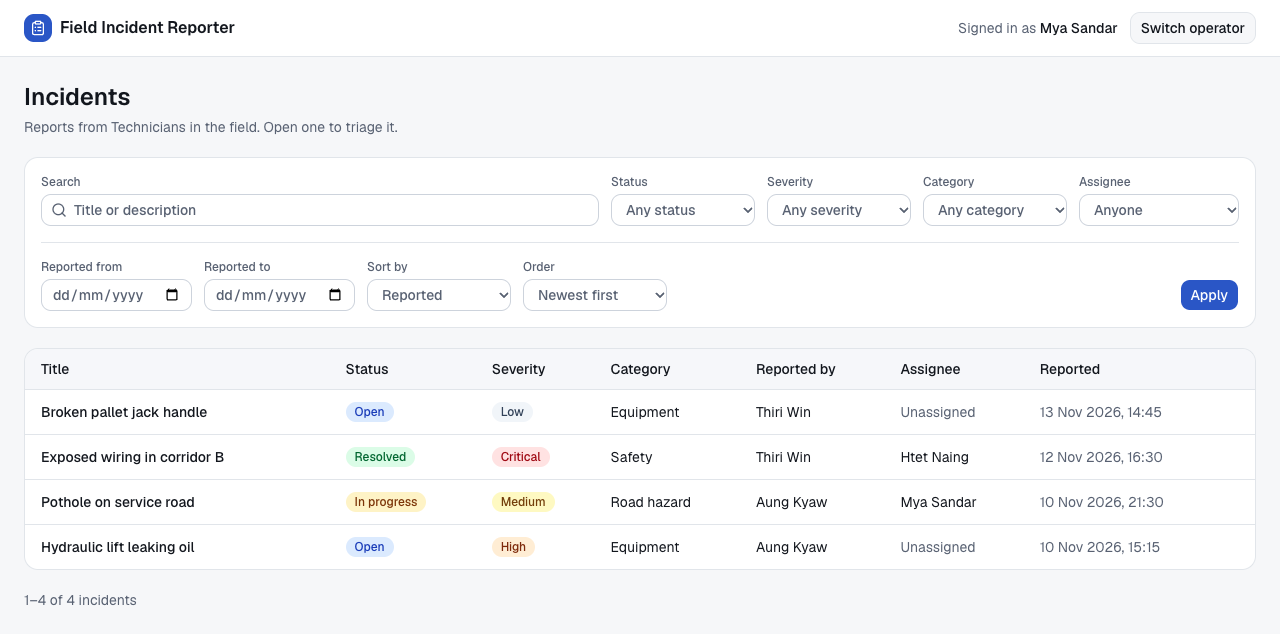 Field Incident Reporter
Signed in as Mya Sandar
Switch operator
Incidents
Reports from Technicians in the field. Open one to triage it.
Search Status Severity Category Assignee
Title or description Any status Any severity Any category Anyone
Reported from Reported to Sort by Order
dd/mm/yyyy dd/mm/yyyy Reported Newest first Apply
Title Status Severity Category Reported by Assignee Reported
Broken pallet jack handle Open Low Equipment Thiri Win Unassigned 13 Nov 2026, 14:45
Exposed wiring in corridor B Resolved Critical Safety Thiri Win Htet Naing 12 Nov 2026, 16:30
Pothole on service road In progress Medium Road hazard Aung Kyaw Mya Sandar 10 Nov 2026, 21:30
Hydraulic lift leaking oil Open High Equipment Aung Kyaw Unassigned 10 Nov 2026, 15:15
1–4 of 4 incidents